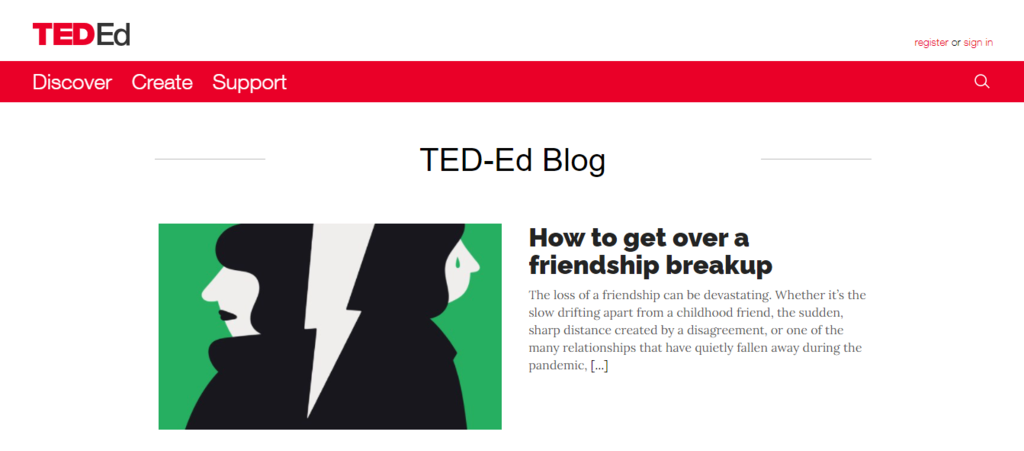 TEDEd
register or sign in
Discover Create Support
TED-Ed Blog
How to get over a
friendship breakup
The loss of a friendship can be devastating. Whether it’s the
slow drifting apart from a childhood friend, the sudden,
sharp distance created by a disagreement, or one of the
many relationships that have quietly fallen away during the
pandemic, [...]